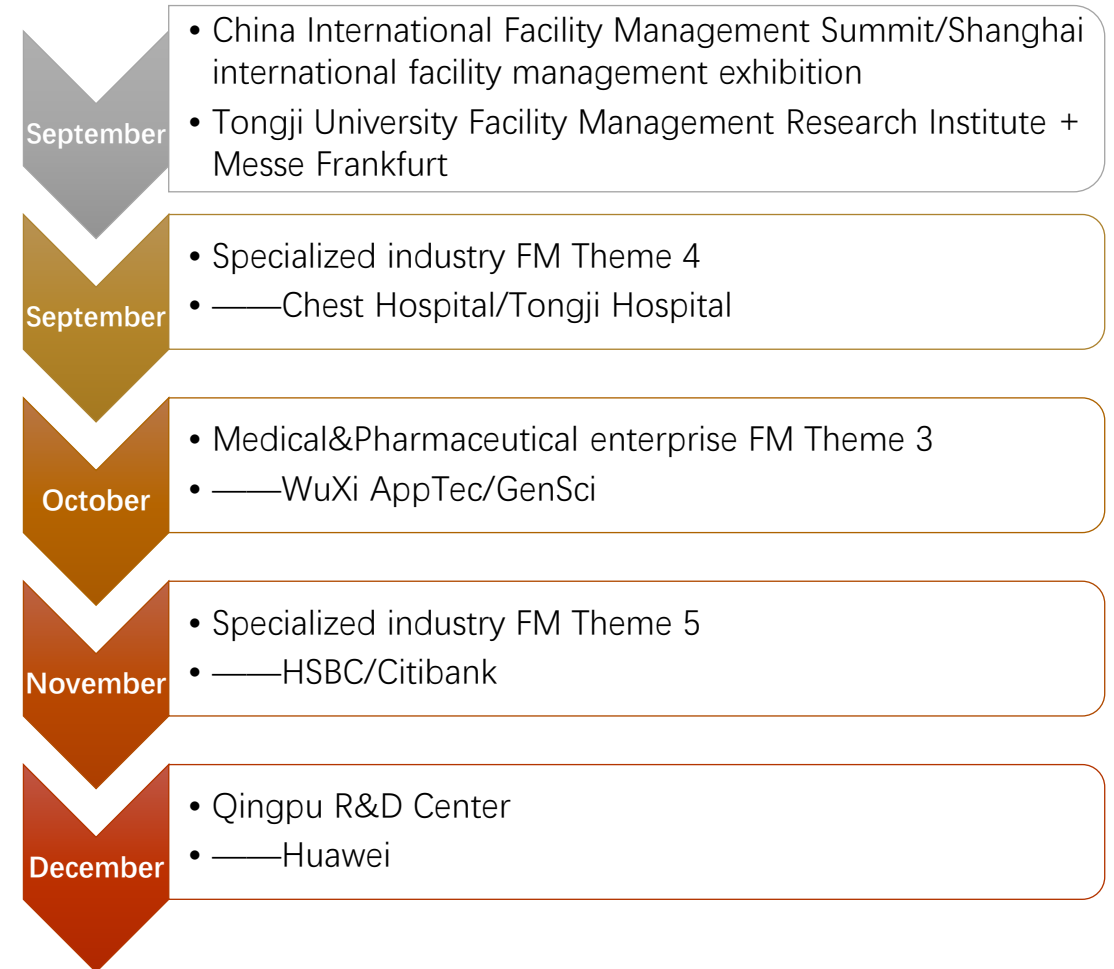 September
• China International Facility Management Summit/Shanghai
international facility management exhibition
• Tongji University Facility Management Research Institute +
Messe Frankfurt
September
• Specialized industry FM Theme 4
• ——Chest Hospital/Tongji Hospital
October
• Medical&Pharmaceutical enterprise FM Theme 3
• ——WuXi AppTec/GenSci
November
• Specialized industry FM Theme 5
• ——HSBC/Citibank
December
• Qingpu R&D Center
• ——Huawei